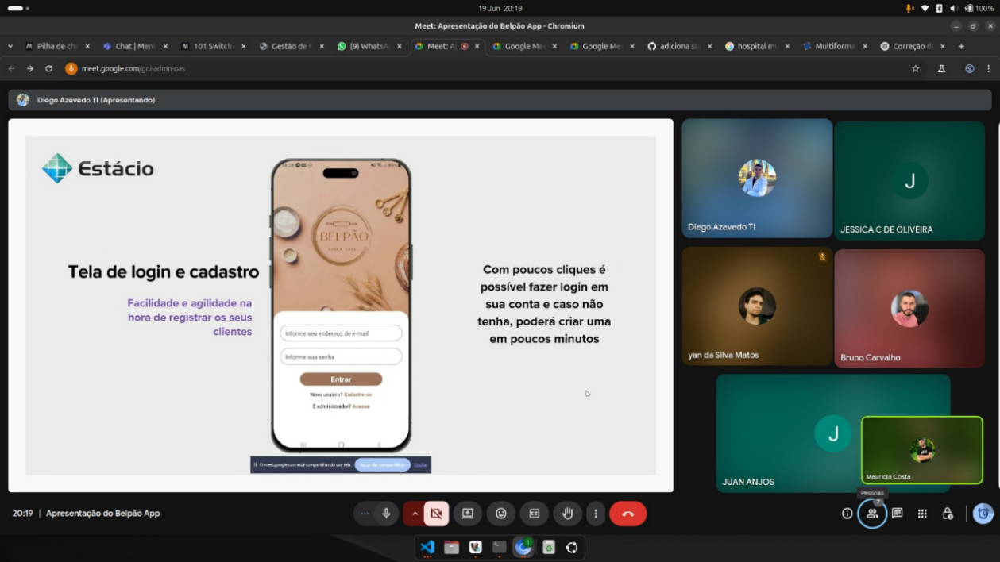 19 Jun 20:19
100%
Meet: Apresentação do Belpão App - Chromium
Pilha de ch
Chat | Ment
101 Switchi
Gestão de F
(9) WhatsA
Meet: A
Google Me
Google Me
adiciona su
hospital m
Multiforma
Correção d
meet.google.com/gni-admn-oas
Diego Azevedo TI (Apresentando)
Estácio
Tela de login e cadastro
Facilidade e agilidade na
hora de registrar os seus
clientes
BELPÃO
SINCE 2024
Informe seu endereço de e-mail
Informe sua senha
Entrar
Novo usuário? Cadastre-se
É administrador? Acesse
Com poucos cliques é
possível fazer login em
sua conta e caso não
tenha, poderá criar uma
em poucos minutos
O meet.google.com está compartilhando sua tela.
Ocultar
Diego Azevedo TI
J
JESSICA C DE OLIVEIRA
yan da Silva Matos
Bruno Carvalho
J
JUAN ANJOS
Mauricio Costa
Pessoas
7
20:19 | Apresentação do Belpão App
1